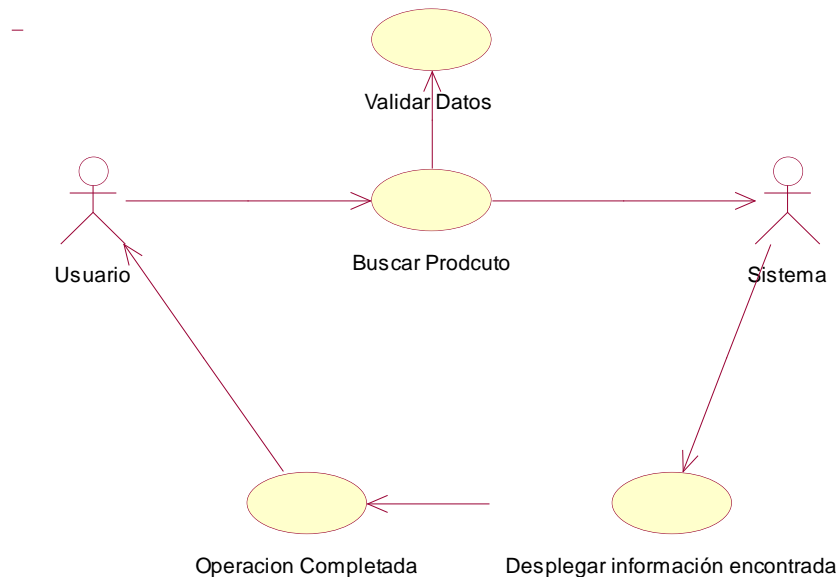 Validar Datos
Usuario
Buscar Prodcuto
Sistema
Operacion Completada
Desplegar información encontrada